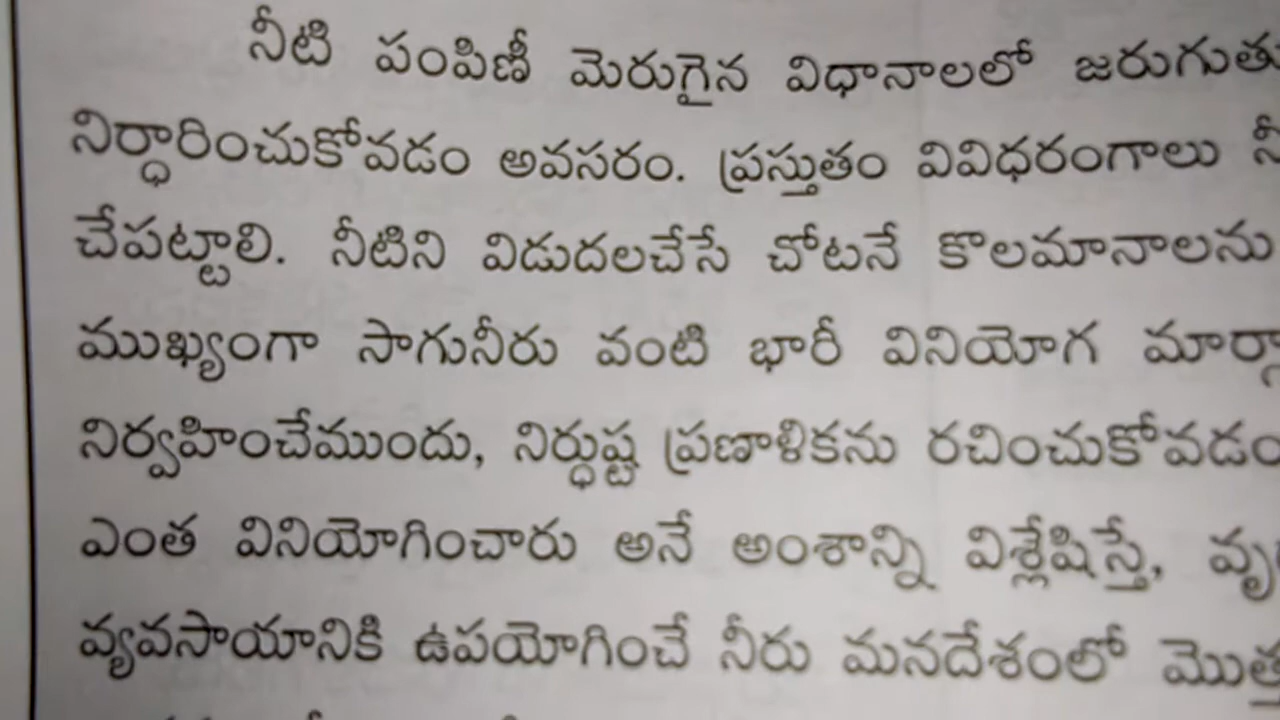 నీటి పంపిణీ మెరుగైన విధానాలలో
నిర్ధారించుకోవడం అవసరం. ప్రస్తుతం వివిధరంగాలు
చేపట్టాలి. నీటిని విడుదలచేసే చోటనే కొలమానాలను
ముఖ్యంగా సాగునీరు వంటి భారీ వినియోగ
నిర్వహించేముందు, నిర్ధుష్ట ప్రణాళికను రచించుకోవడం
ఎంత వినియోగించారు అనే అంశాన్ని విశ్లేషిస్తే,
వ్యవసాయానికి ఉపయోగించే నీరు మనదేశంలో